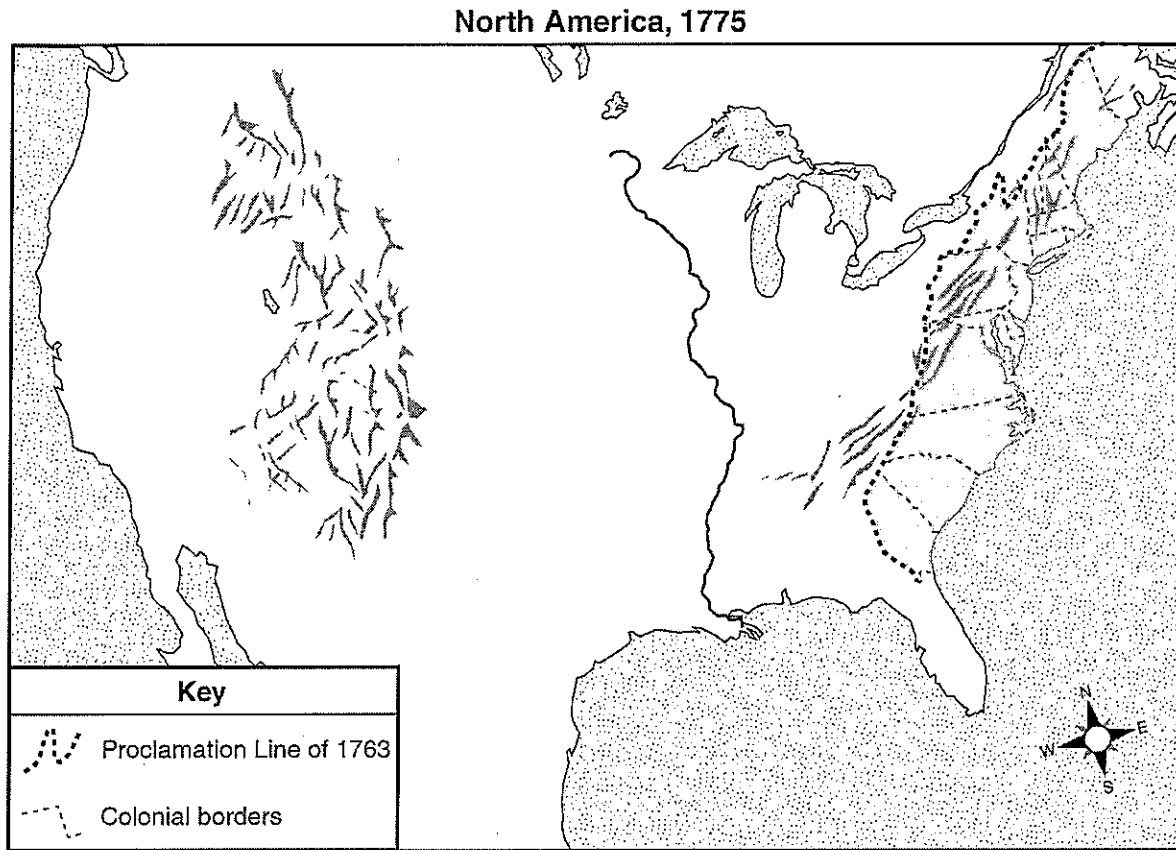 North America, 1775
Key
Proclamation Line of 1763
Colonial borders
N
W
E
S